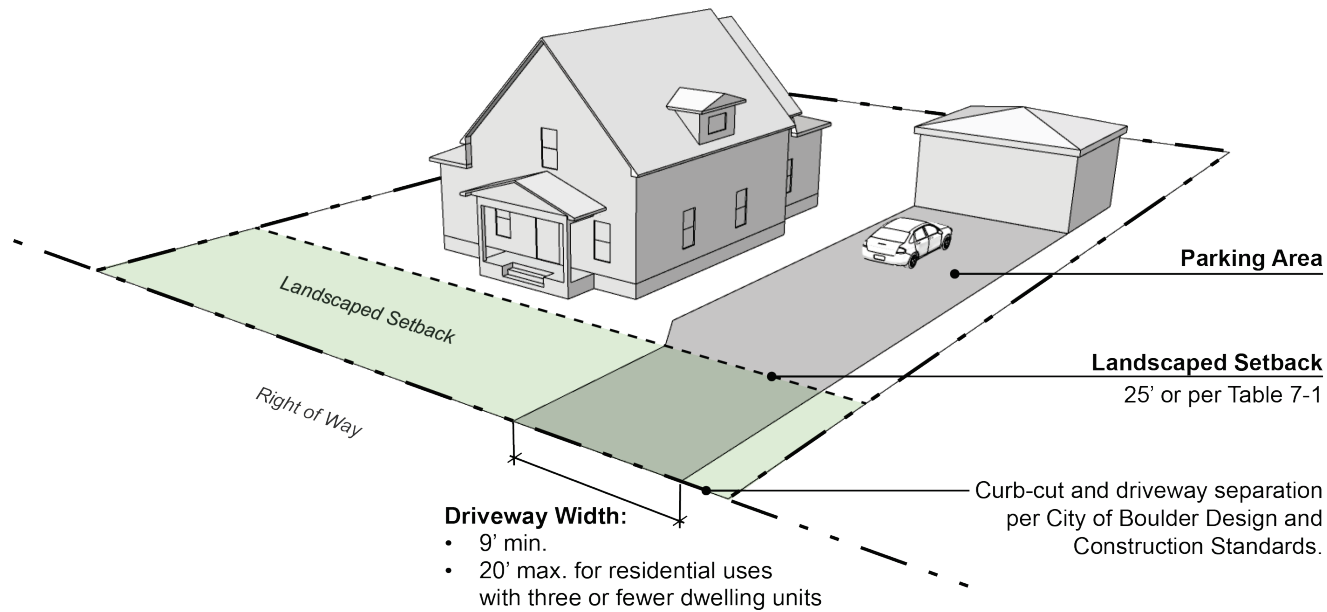 Landscaped Setback
Right of Way
Parking Area
Landscaped Setback
25’ or per Table 7-1
Curb-cut and driveway separation
per City of Boulder Design and
Construction Standards.
Driveway Width:
• 9’ min.
• 20’ max. for residential uses
with three or fewer dwelling units